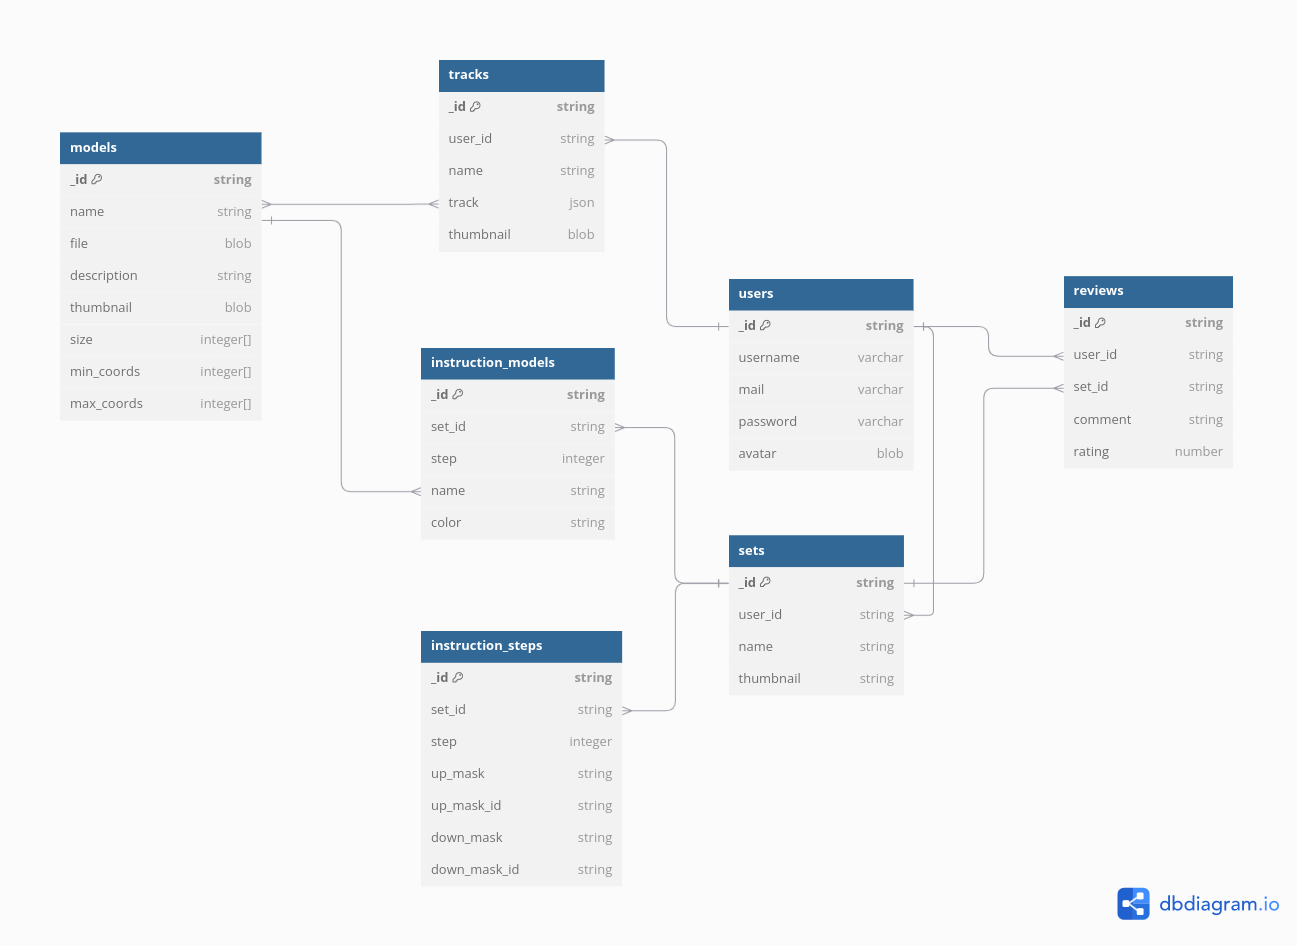 tracks
_id string
user_id string
name string
track json
thumbnail blob
models
_id string
name string
file blob
description string
thumbnail blob
size integer[]
min_coords integer[]
max_coords integer[]
users
_id string
username varchar
mail varchar
password varchar
avatar blob
reviews
_id string
user_id string
set_id string
comment string
rating number
instruction_models
_id string
set_id string
step integer
name string
color string
sets
_id string
user_id string
name string
thumbnail string
instruction_steps
_id string
set_id string
step integer
up_mask string
up_mask_id string
down_mask string
down_mask_id string
dbdiagram.io